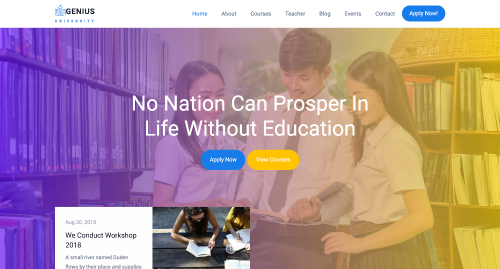 GENIUS
UNIVERSITY
Home
About
Courses
Teacher
Blog
Events
Contact
Apply Now!
No Nation Can Prosper In
Life Without Education
Apply Now
View Courses
Aug 20, 2018
We Conduct Workshop
2018
A small river named Duden
flows by their place and supplies